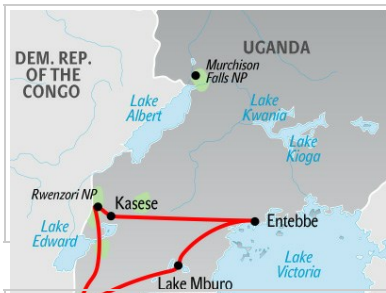 UGANDA
DEM. REP.
OF THE
CONGO
Murchison
Falls NP
Lake
Albert
Lake
Kwania
Lake
Kioga
Rwenzori NP
Kasese
Entebbe
Lake
Edward
Lake
Victoria
Lake Mburo